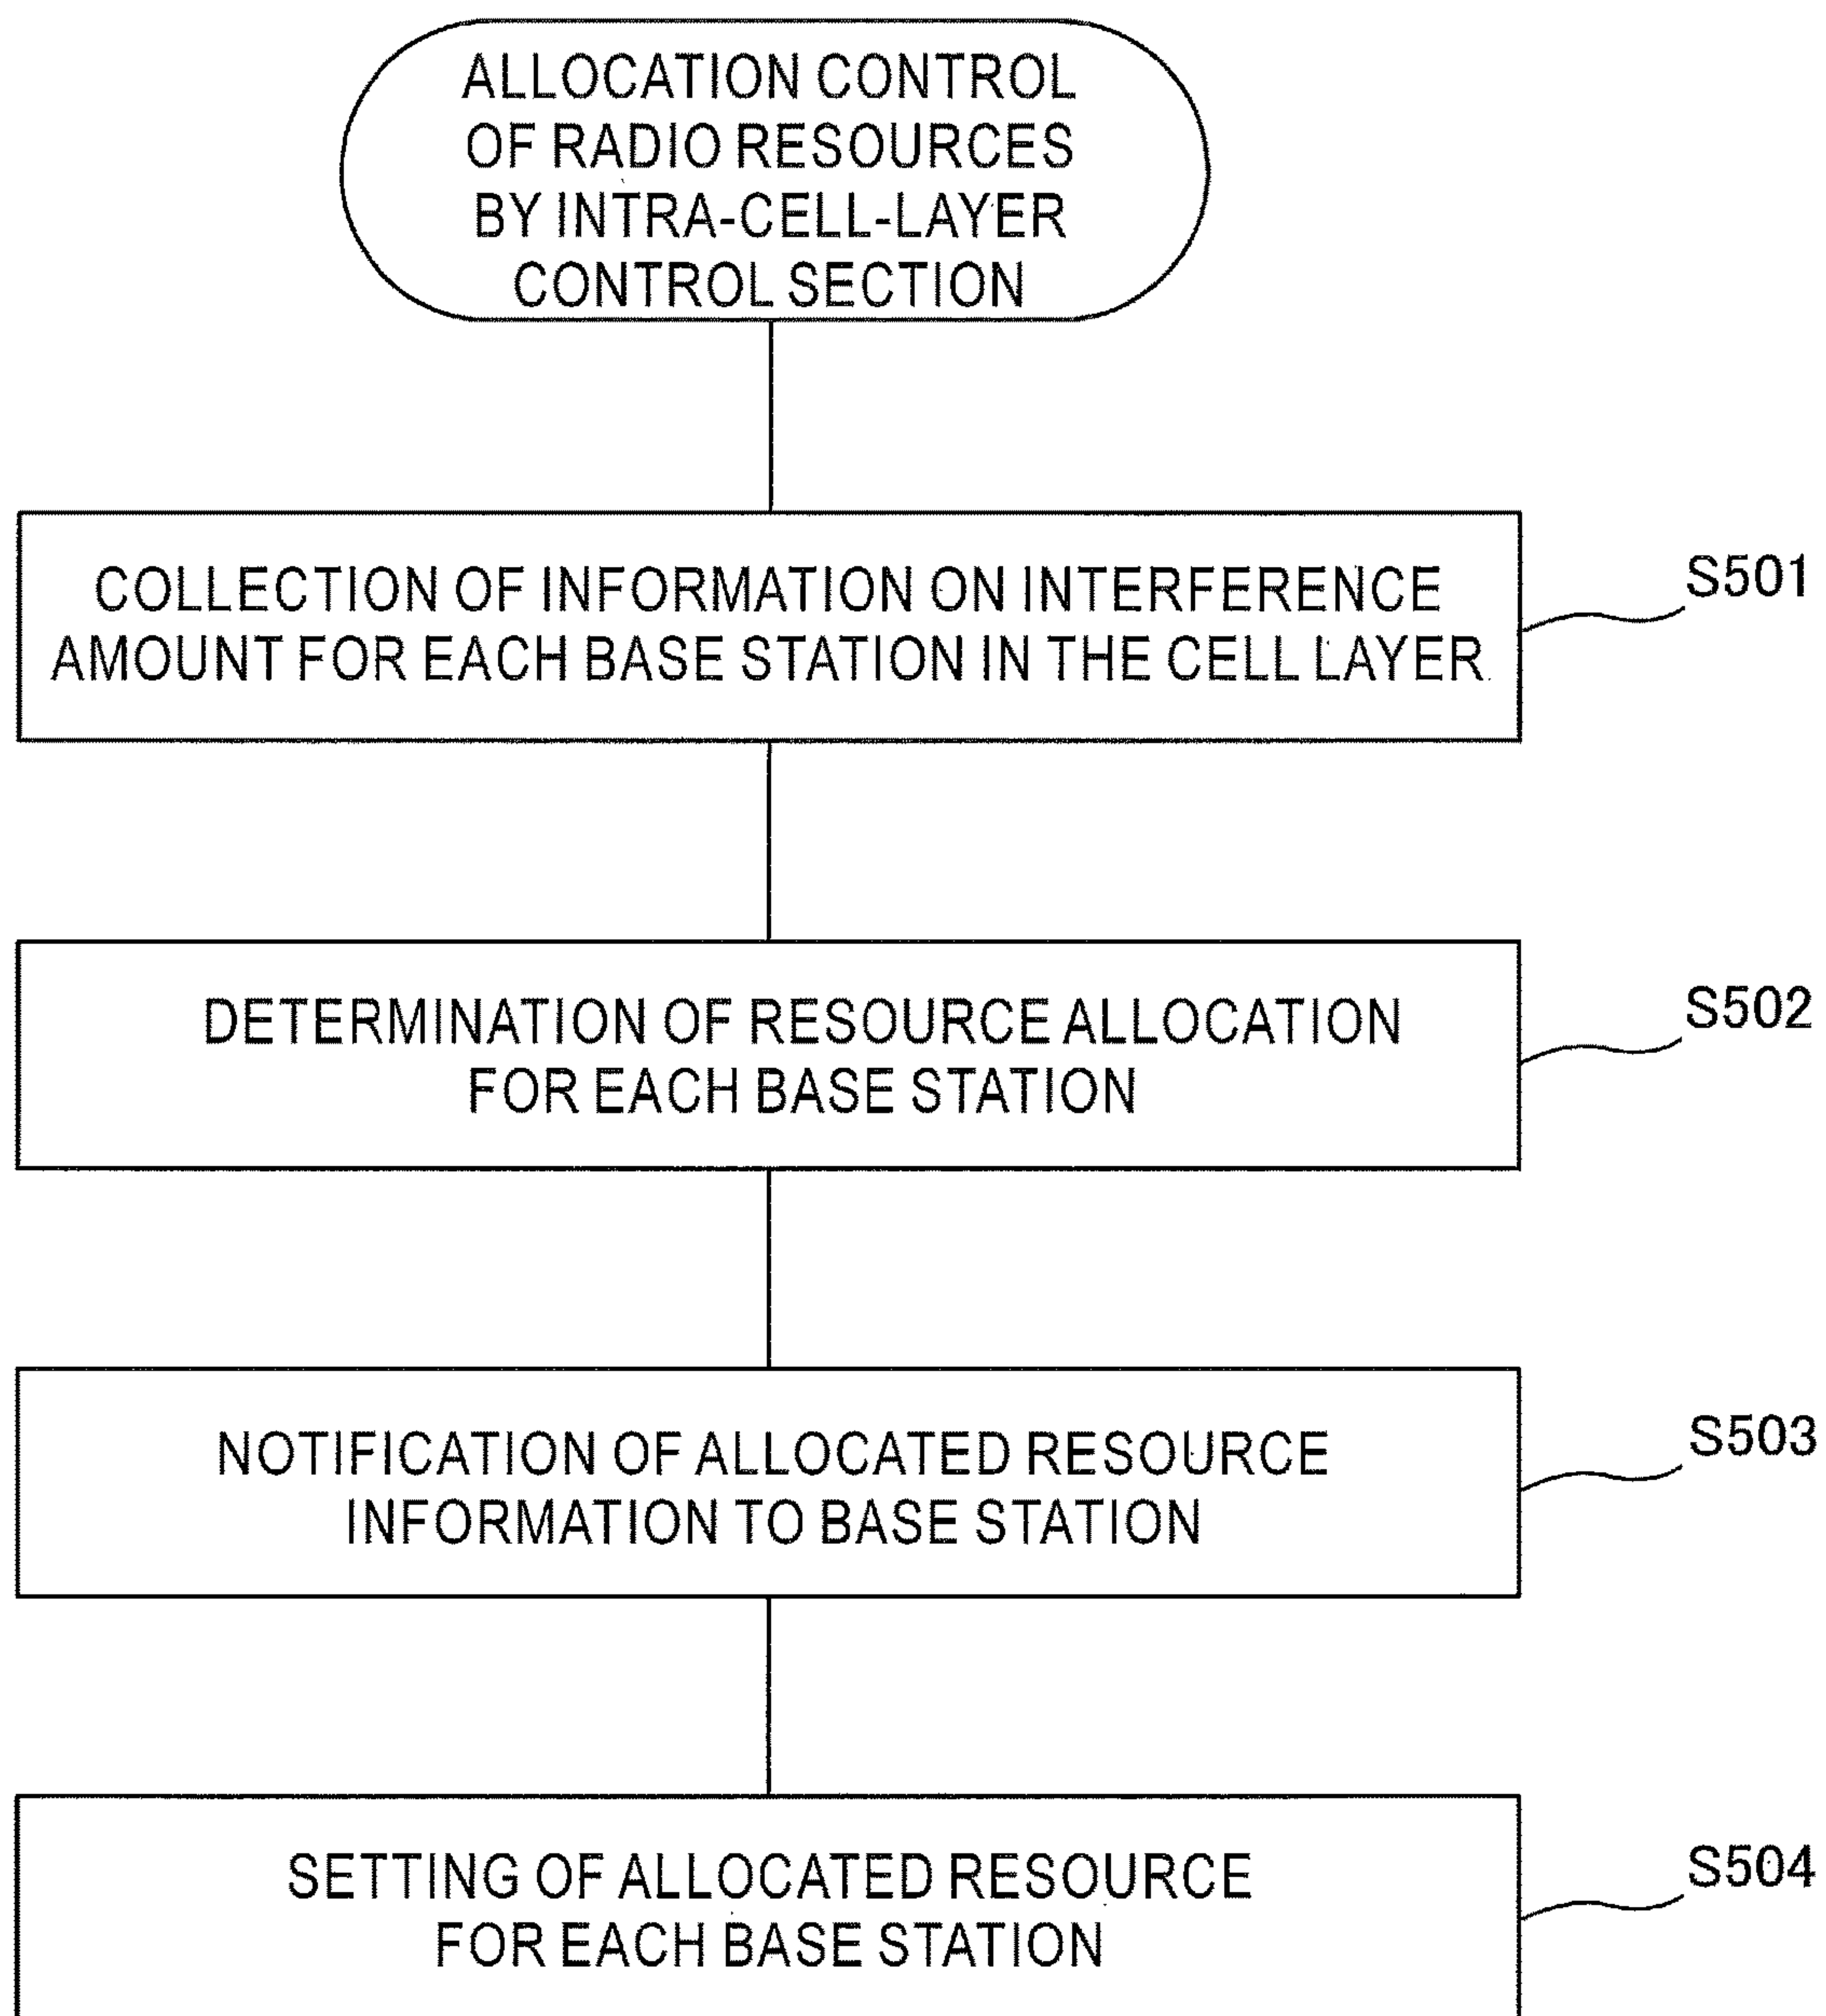 ALLOCATION CONTROL
OF RADIO RESOURCES
BY INTRA-CELL-LAYER
CONTROL SECTION
COLLECTION OF INFORMATION ON INTERFERENCE
AMOUNT FOR EACH BASE STATION IN THE CELL LAYER
S501
DETERMINATION OF RESOURCE ALLOCATION
FOR EACH BASE STATION
S502
NOTIFICATION OF ALLOCATED RESOURCE
INFORMATION TO BASE STATION
S503
SETTING OF ALLOCATED RESOURCE
FOR EACH BASE STATION
S504